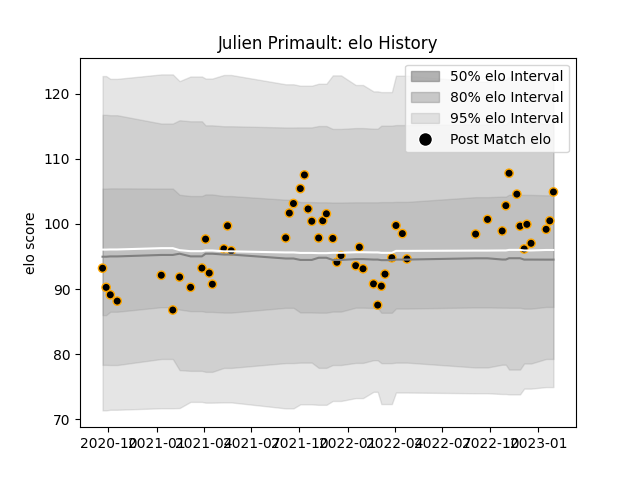 Julien Primault: elo History
50% elo Interval
80% elo Interval
95% elo Interval
Post Match elo
elo score
120
110
100
90
80
70
2020-10 2021-01 2021-04 2021-07 2021-10 2022-01 2022-04 2022-07 2022-10 2023-01